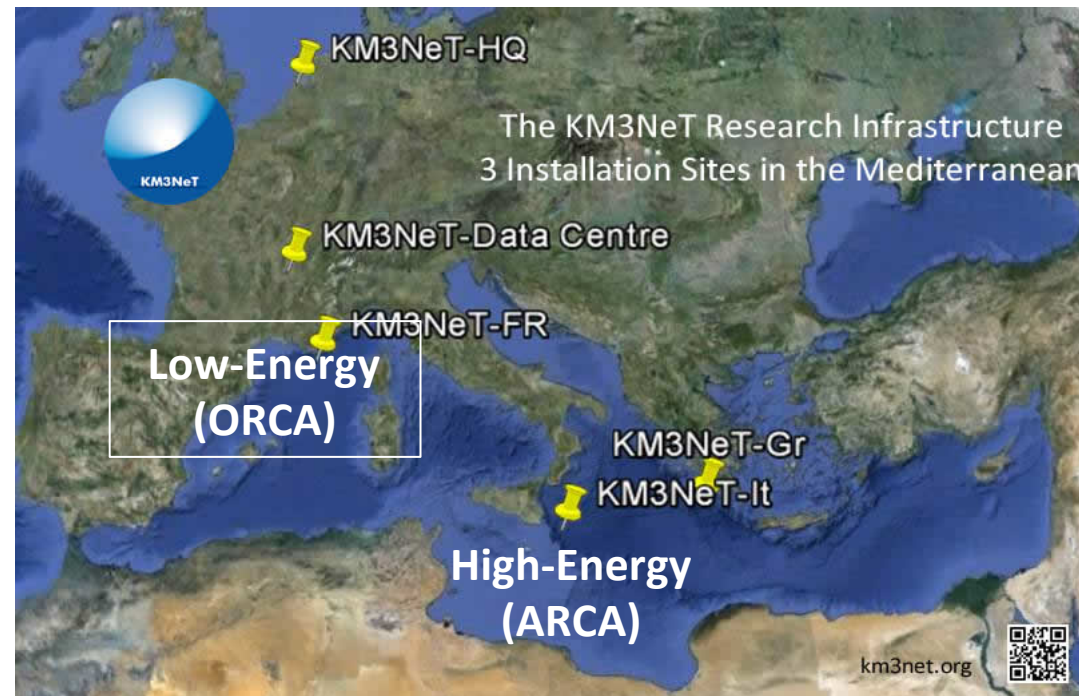 KM3NeT-HQ
The KM3NeT Research Infrastructure
3 Installation Sites in the Mediterranean
KM3NeT
KM3NeT-Data Centre
KM3NeT-FR
Low-Energy
(ORCA)
KM3NeT-Gr
KM3NeT-It
High-Energy
(ARCA)
km3net.org